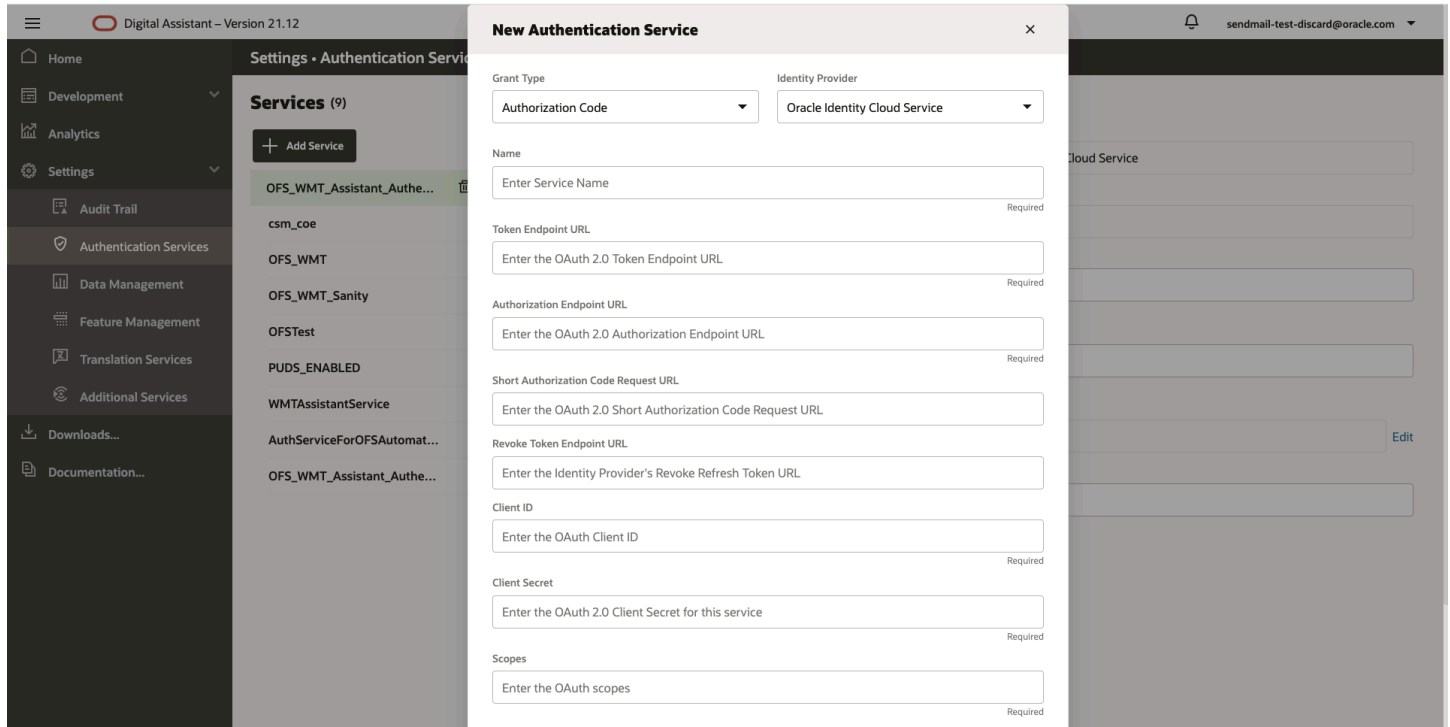 Digital Assistant – Version 21.12
sendmail-test-discard@oracle.com
Home
Development
Analytics
Settings
Audit Trail
Authentication Services
Data Management
Feature Management
Translation Services
Additional Services
Downloads...
Documentation...
Settings • Authentication Servic
Services (9)
Add Service
OFS_WMT_Assistant_Authe...
csm_coe
OFS_WMT
OFS_WMT_Sanity
OFSTest
PUDS_ENABLED
WMTAssistantService
AuthServiceForOFSAutomat...
OFS_WMT_Assistant_Authe...
New Authentication Service
Grant Type
Identity Provider
Authorization Code
Oracle Identity Cloud Service
Name
Enter Service Name
Required
Token Endpoint URL
Enter the OAuth 2.0 Token Endpoint URL
Required
Authorization Endpoint URL
Enter the OAuth 2.0 Authorization Endpoint URL
Required
Short Authorization Code Request URL
Enter the OAuth 2.0 Short Authorization Code Request URL
Revoke Token Endpoint URL
Enter the Identity Provider's Revoke Refresh Token URL
Client ID
Enter the OAuth Client ID
Required
Client Secret
Enter the OAuth 2.0 Client Secret for this service
Required
Scopes
Enter the OAuth scopes
Required
Cloud Service
Edit